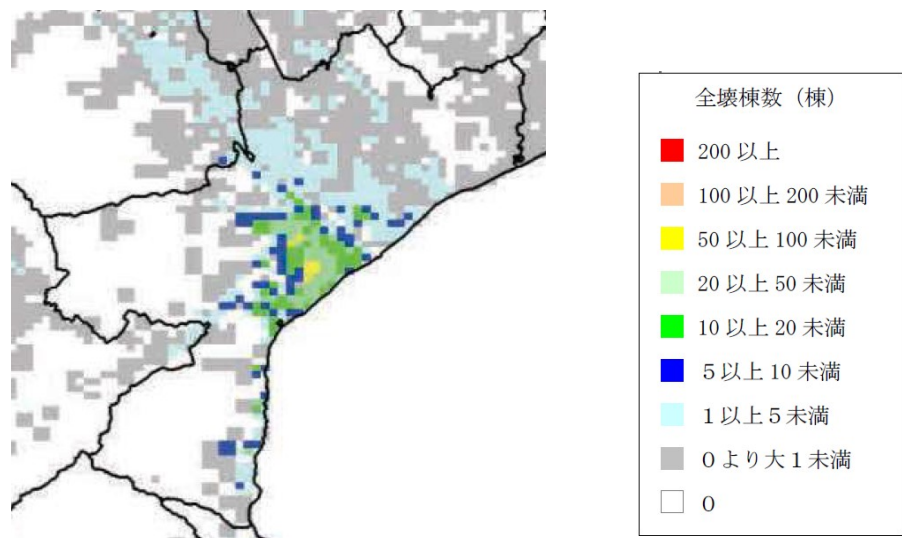 全壊棟数（棟）
200 以上
100 以上 200 未満
50 以上 100 未満
20 以上 50 未満
10 以上 20 未満
５以上 10 未満
１以上５未満
０より大１未満
０